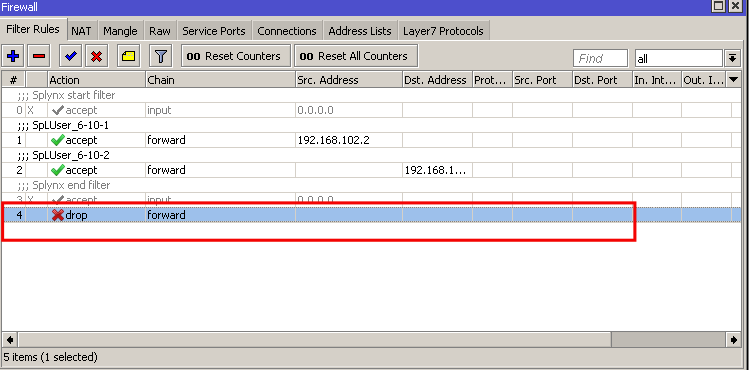 Firewall
Filter Rules NAT Mangle Raw Service Ports Connections Address Lists Layer7 Protocols
00 Reset Counters 00 Reset All Counters Find all
# Action Chain Src. Address Dst. Address Prot... Src. Port Dst. Port In. Int... Out. I...
;;; Splynx start filter
0 X accept input 0.0.0.0
;;; SpLUser_6-10-1
1 accept forward 192.168.102.2
;;; SpLUser_6-10-2
2 accept forward 192.168.1...
;;; Splynx end filter
3 X accept input 0.0.0.0
4 drop forward
5 items (1 selected)